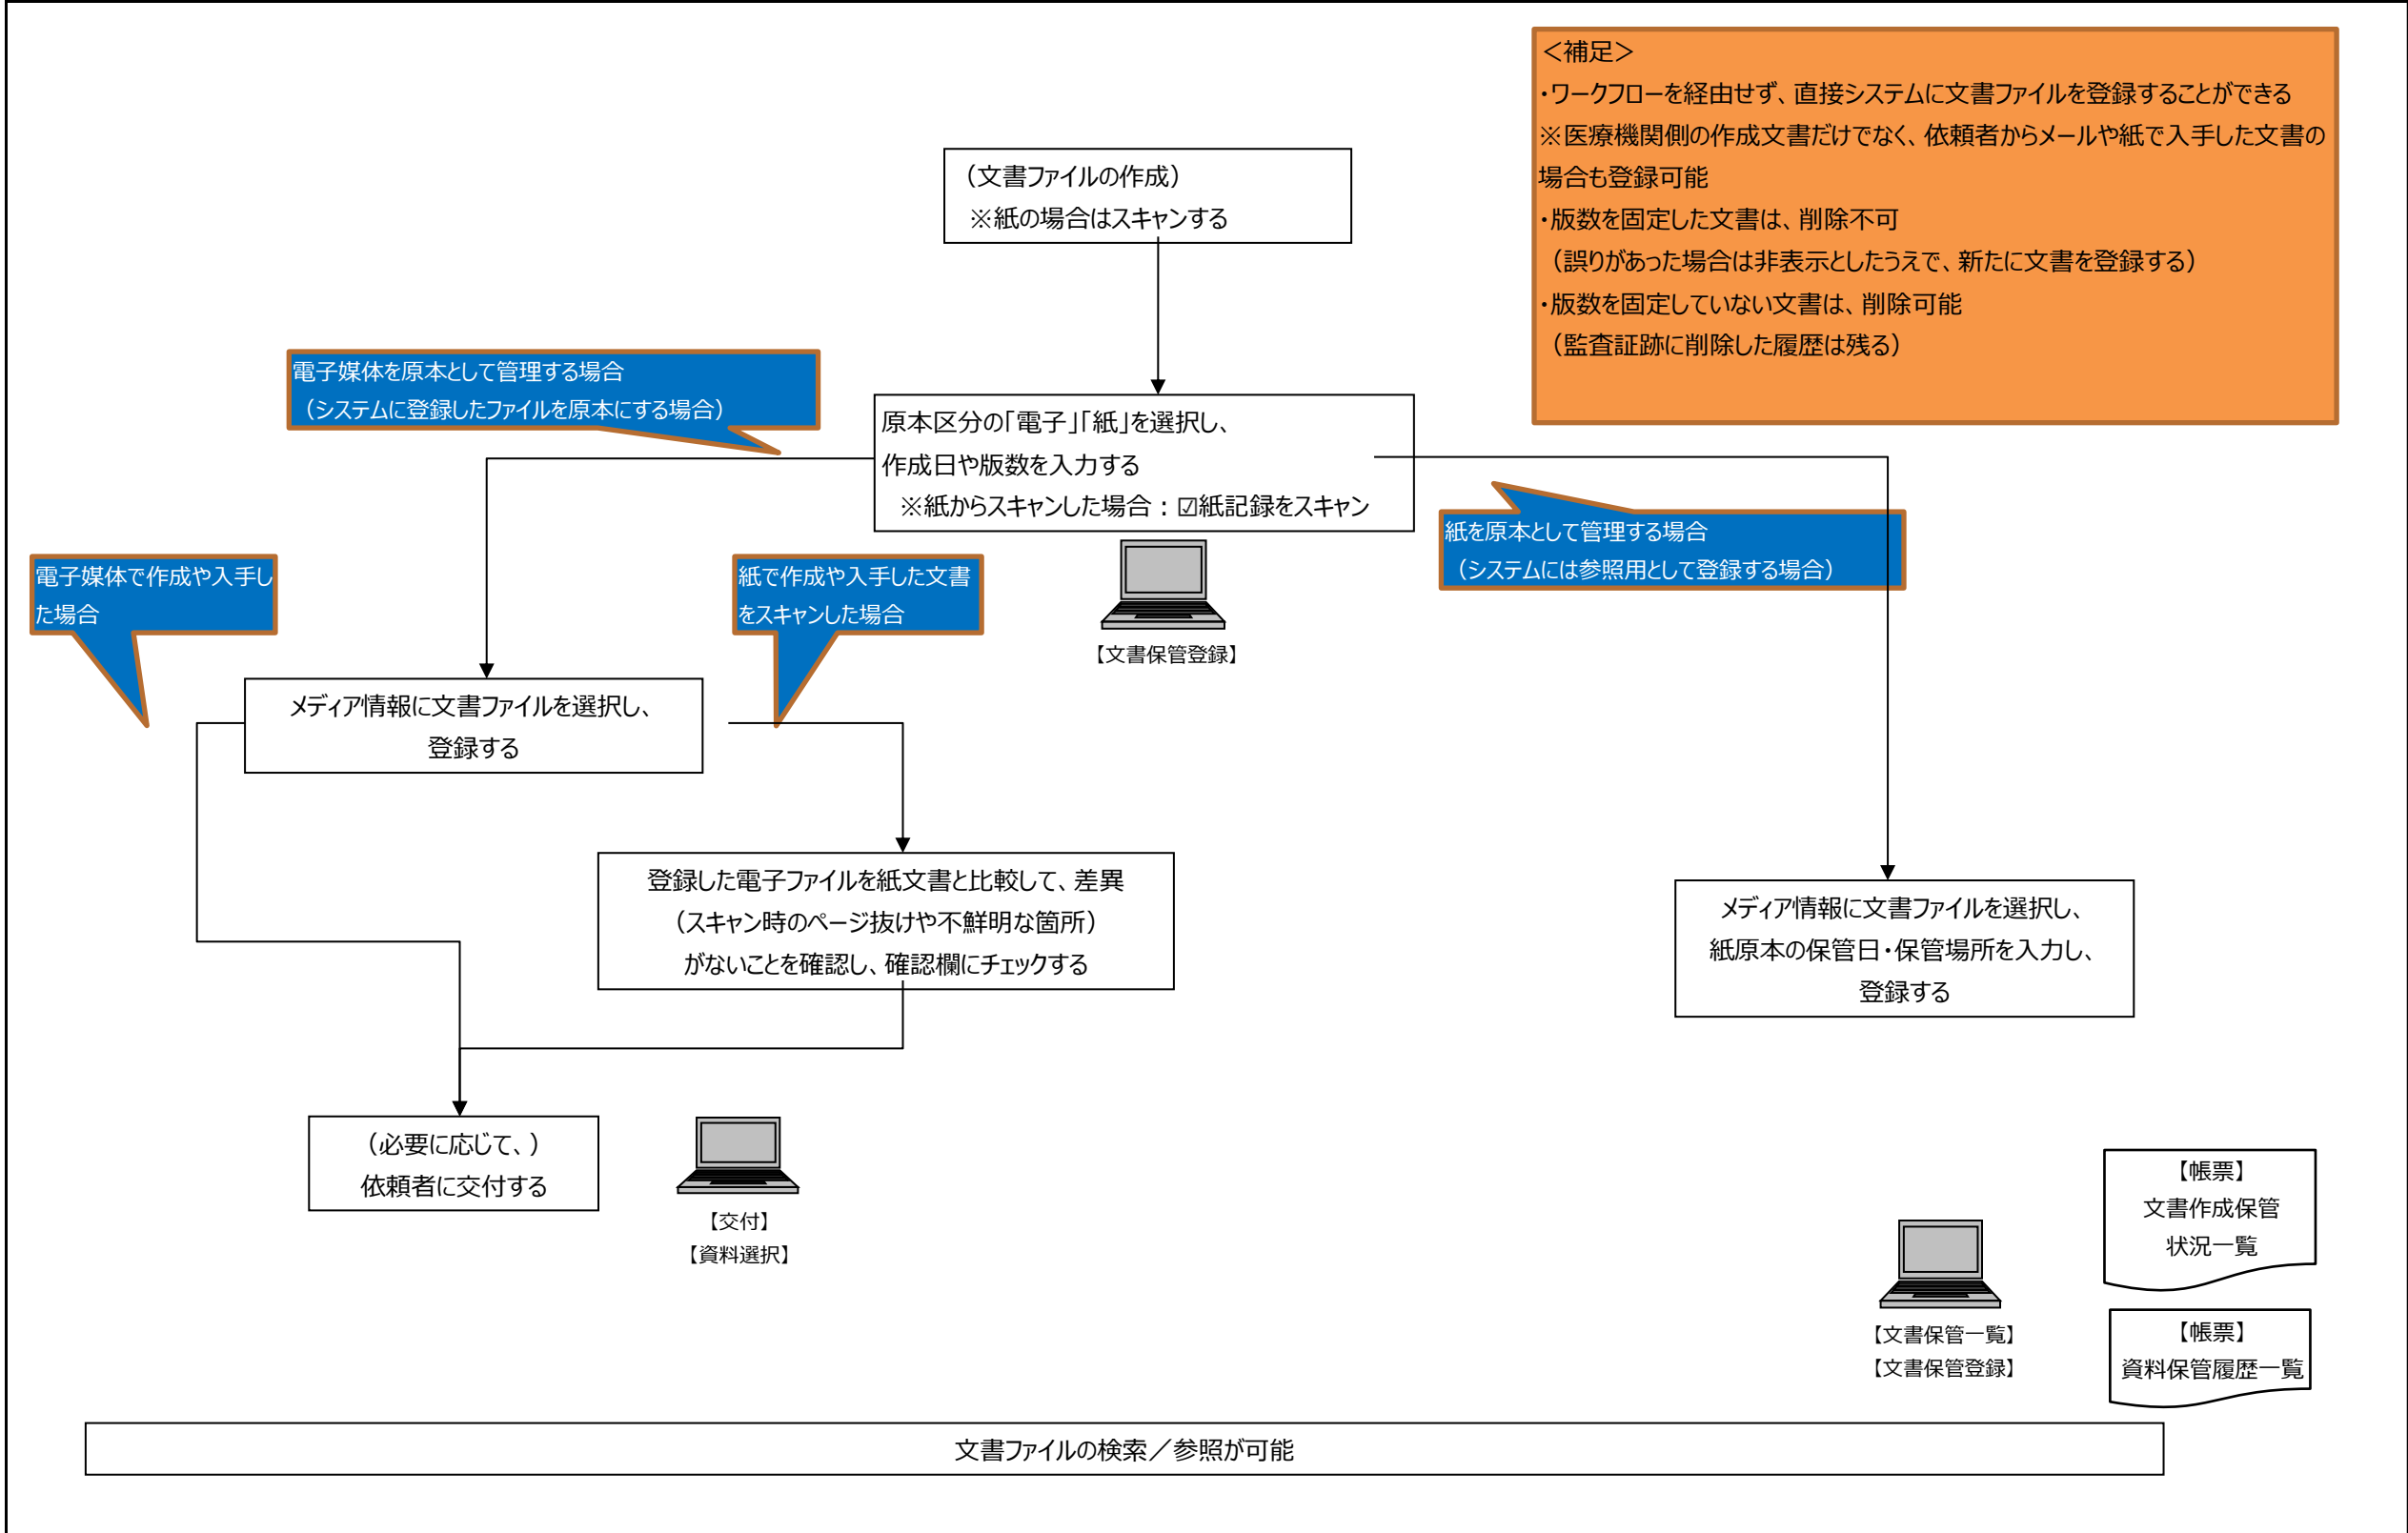 ＜補足＞
・ワークフローを経由せず、直接システムに文書ファイルを登録することができる
※医療機関側の作成文書だけでなく、依頼者からメールや紙で入手した文書の
場合も登録可能
・版数を固定した文書は、削除不可
（誤りがあった場合は非表示としたうえで、新たに文書を登録する）
・版数を固定していない文書は、削除可能
（監査証跡に削除した履歴は残る）
（文書ファイルの作成）
※紙の場合はスキャンする
電子媒体を原本として管理する場合
（システムに登録したファイルを原本にする場合）
原本区分の「電子」「紙」を選択し、
作成日や版数を入力する
※紙からスキャンした場合：☑紙記録をスキャン
紙を原本として管理する場合
（システムには参照用として登録する場合）
電子媒体で作成や入手し
た場合
紙で作成や入手した文書
をスキャンした場合
【文書保管登録】
メディア情報に文書ファイルを選択し、
登録する
登録した電子ファイルを紙文書と比較して、差異
（スキャン時のページ抜けや不鮮明な箇所）
がないことを確認し、確認欄にチェックする
メディア情報に文書ファイルを選択し、
紙原本の保管日・保管場所を入力し、
登録する
（必要に応じて、）
依頼者に交付する
【交付】
【資料選択】
【帳票】
文書作成保管
状況一覧
【文書保管一覧】
【文書保管登録】
【帳票】
資料保管履歴一覧
文書ファイルの検索／参照が可能